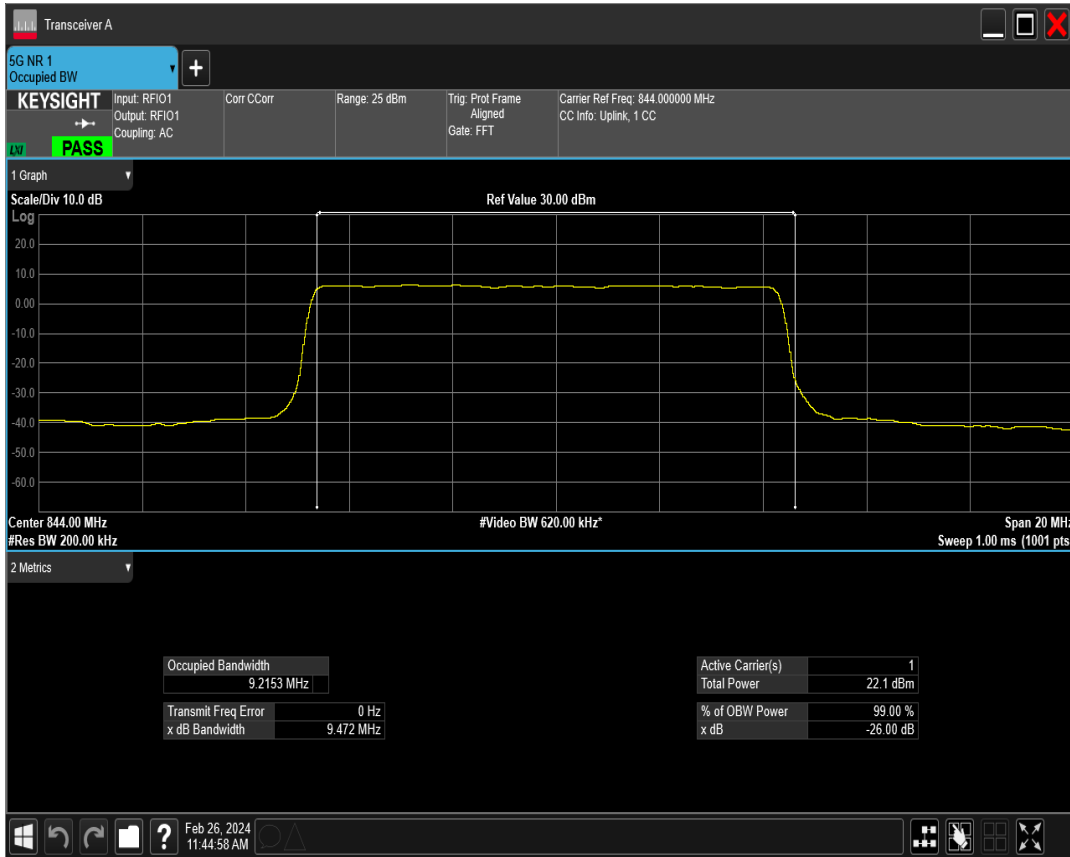 Transceiver A
5G NR 1
Occupied BW
+
KEYSIGHT
LXI
PASS
Input: RFIO1
Output: RFIO1
Coupling: AC
Corr CCorr
Range: 25 dBm
Trig: Prot Frame
Aligned
Gate: FFT
Carrier Ref Freq: 844.000000 MHz
CC Info: Uplink, 1 CC
1 Graph
Scale/Div 10.0 dB
Ref Value 30.00 dBm
Log
20.0
10.0
0.00
-10.0
-20.0
-30.0
-40.0
-50.0
-60.0
Center 844.00 MHz
#Video BW 620.00 kHz*
Span 20 MHz
#Res BW 200.00 kHz
Sweep 1.00 ms (1001 pts
2 Metrics
Occupied Bandwidth
9.2153 MHz
Transmit Freq Error 0 Hz
x dB Bandwidth 9.472 MHz
Active Carrier(s) 1
Total Power 22.1 dBm
% of OBW Power 99.00 %
x dB -26.00 dB
?
Feb 26, 2024
11:44:58 AM